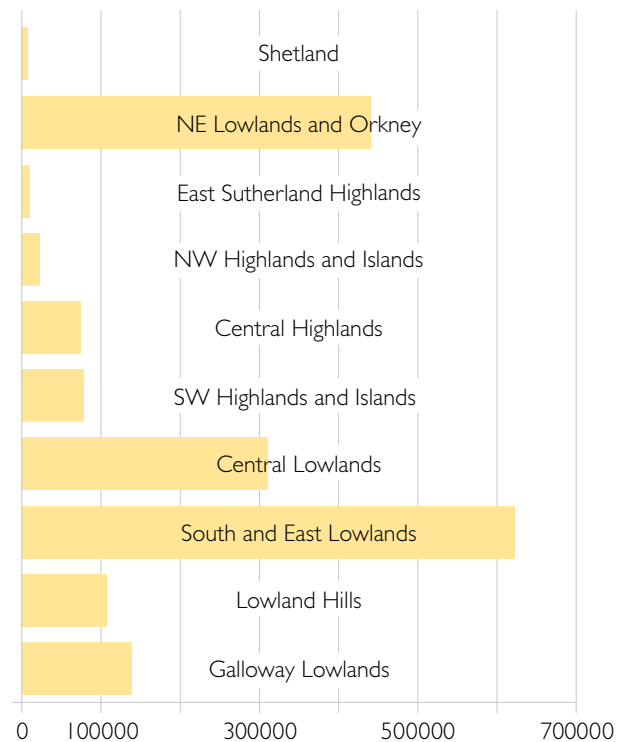 Shetland
NE Lowlands and Orkney
East Sutherland Highlands
NW Highlands and Islands
Central Highlands
SW Highlands and Islands
Central Lowlands
South and East Lowlands
Lowland Hills
Galloway Lowlands
0 100000 300000 500000 700000